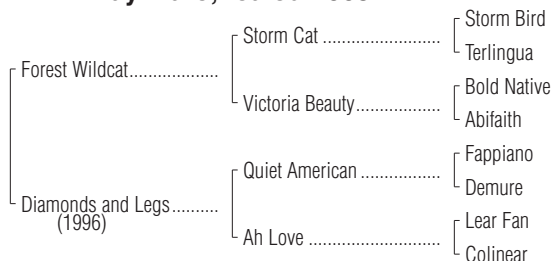 Storm Bird
Storm Cat ........................
Terlingua
Forest Wildcat..................
Bold Native
Victoria Beauty.................
Abifaith
Fappiano
Quiet American ................
Demure
Diamonds and Legs..........
(1996)
Lear Fan
Ah Love ...........................
Colinear